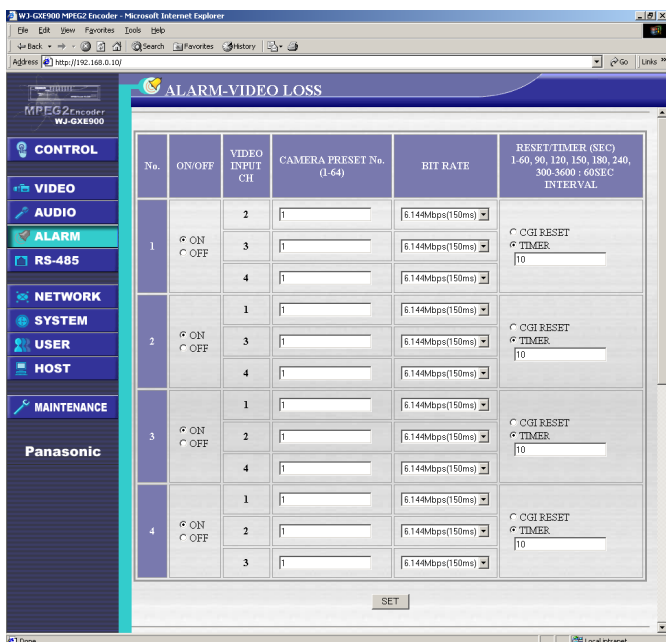 WJ-GXE900 MPEG2 Encoder - Microsoft Internet Explorer
File Edit View Favorites Tools Help
Back Search Favorites History
Address http://192.168.0.10/ Go Links »
MPEG2Encoder
WJ-GXE900
CONTROL
VIDEO
AUDIO
ALARM
RS-485
NETWORK
SYSTEM
USER
HOST
MAINTENANCE
Panasonic
ALARM-VIDEO LOSS
No. ON/OFF VIDEO INPUT CH CAMERA PRESET No. (1-64) BIT RATE RESET/TIMER (SEC) 1-60, 90, 120, 150, 180, 240, 300-3600 : 60SEC INTERVAL
1 ON OFF
2 1 6.144Mbps(150ms)
3 1 6.144Mbps(150ms)
4 1 6.144Mbps(150ms)
CGI RESET
TIMER
10
2 ON OFF
1 1 6.144Mbps(150ms)
3 1 6.144Mbps(150ms)
4 1 6.144Mbps(150ms)
CGI RESET
TIMER
10
3 ON OFF
1 1 6.144Mbps(150ms)
2 1 6.144Mbps(150ms)
4 1 6.144Mbps(150ms)
CGI RESET
TIMER
10
4 ON OFF
1 1 6.144Mbps(150ms)
2 1 6.144Mbps(150ms)
3 1 6.144Mbps(150ms)
CGI RESET
TIMER
10
SET
Done Local intranet